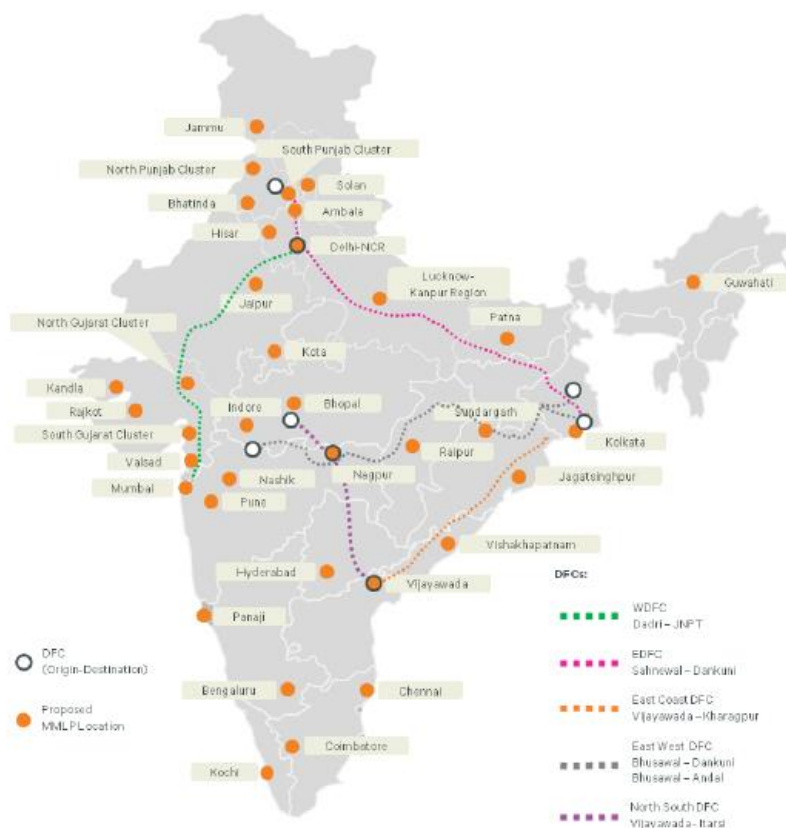 Jammu
South Punjab Cluster
North Punjab Cluster
Solan
Bhatinda
Ambala
Hisar
Delhi-NCR
Lucknow-
Kanpur Region
Guwahati
Jaipur
North Gujarat Cluster
Patna
Kota
Kandla
Bhopal
Indore
Rajkot
Sundargarh
South Gujarat Cluster
Kolkata
Raipur
Valsad
Nagpur
Nashik
Jagatsinghpur
Mumbai
Pune
Vishakhapatnam
Hyderabad
DFCs:
Vijayawada
WDFC
Dadri – JNPT
Panaji
DFC
(Origin-Destination)
EDFC
Sahnewal – Dankuni
Bengaluru
Chennai
Proposed
MMLP Location
East Coast DFC
Vijayawada – Kharagpur
Coimbatore
East West DFC
Bhusawal – Dankuni
Bhusawal – Andal
Kochi
North South DFC
Vijayawada – Itarsi